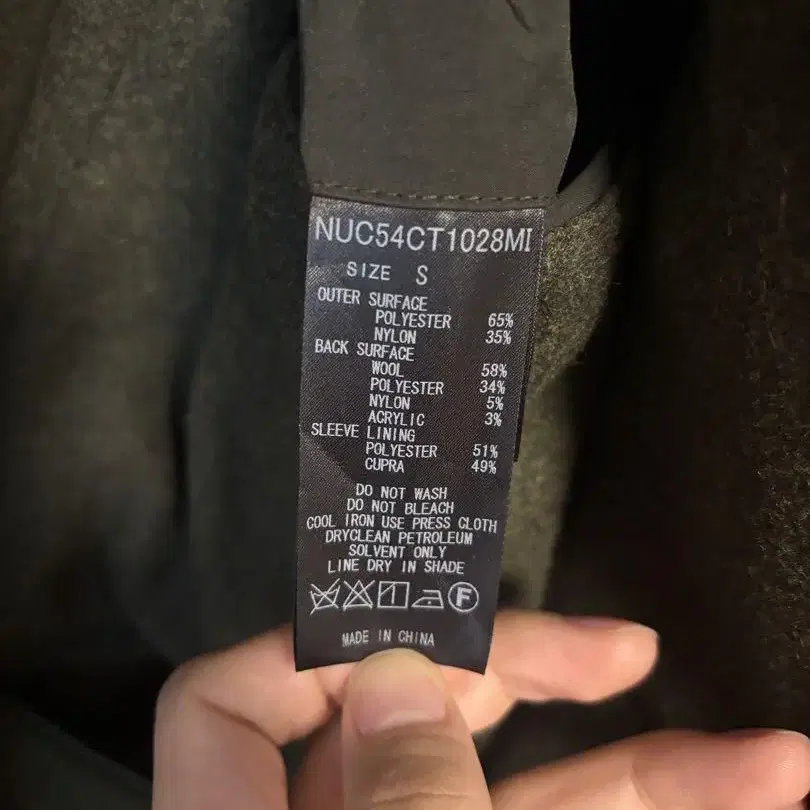 NUC54CT1028MI
SIZE S
OUTER SURFACE
POLYESTER 65%
NYLON 35%
BACK SURFACE
WOOL 58%
POLYESTER 34%
NYLON 5%
ACRYLIC 3%
SLEEVE LINING
POLYESTER 51%
CUPRA 49%
DO NOT WASH
DO NOT BLEACH
COOL IRON USE PRESS CLOTH
DRYCLEAN PETROLEUM
SOLVENT ONLY
LINE DRY IN SHADE
F
MADE IN CHINA